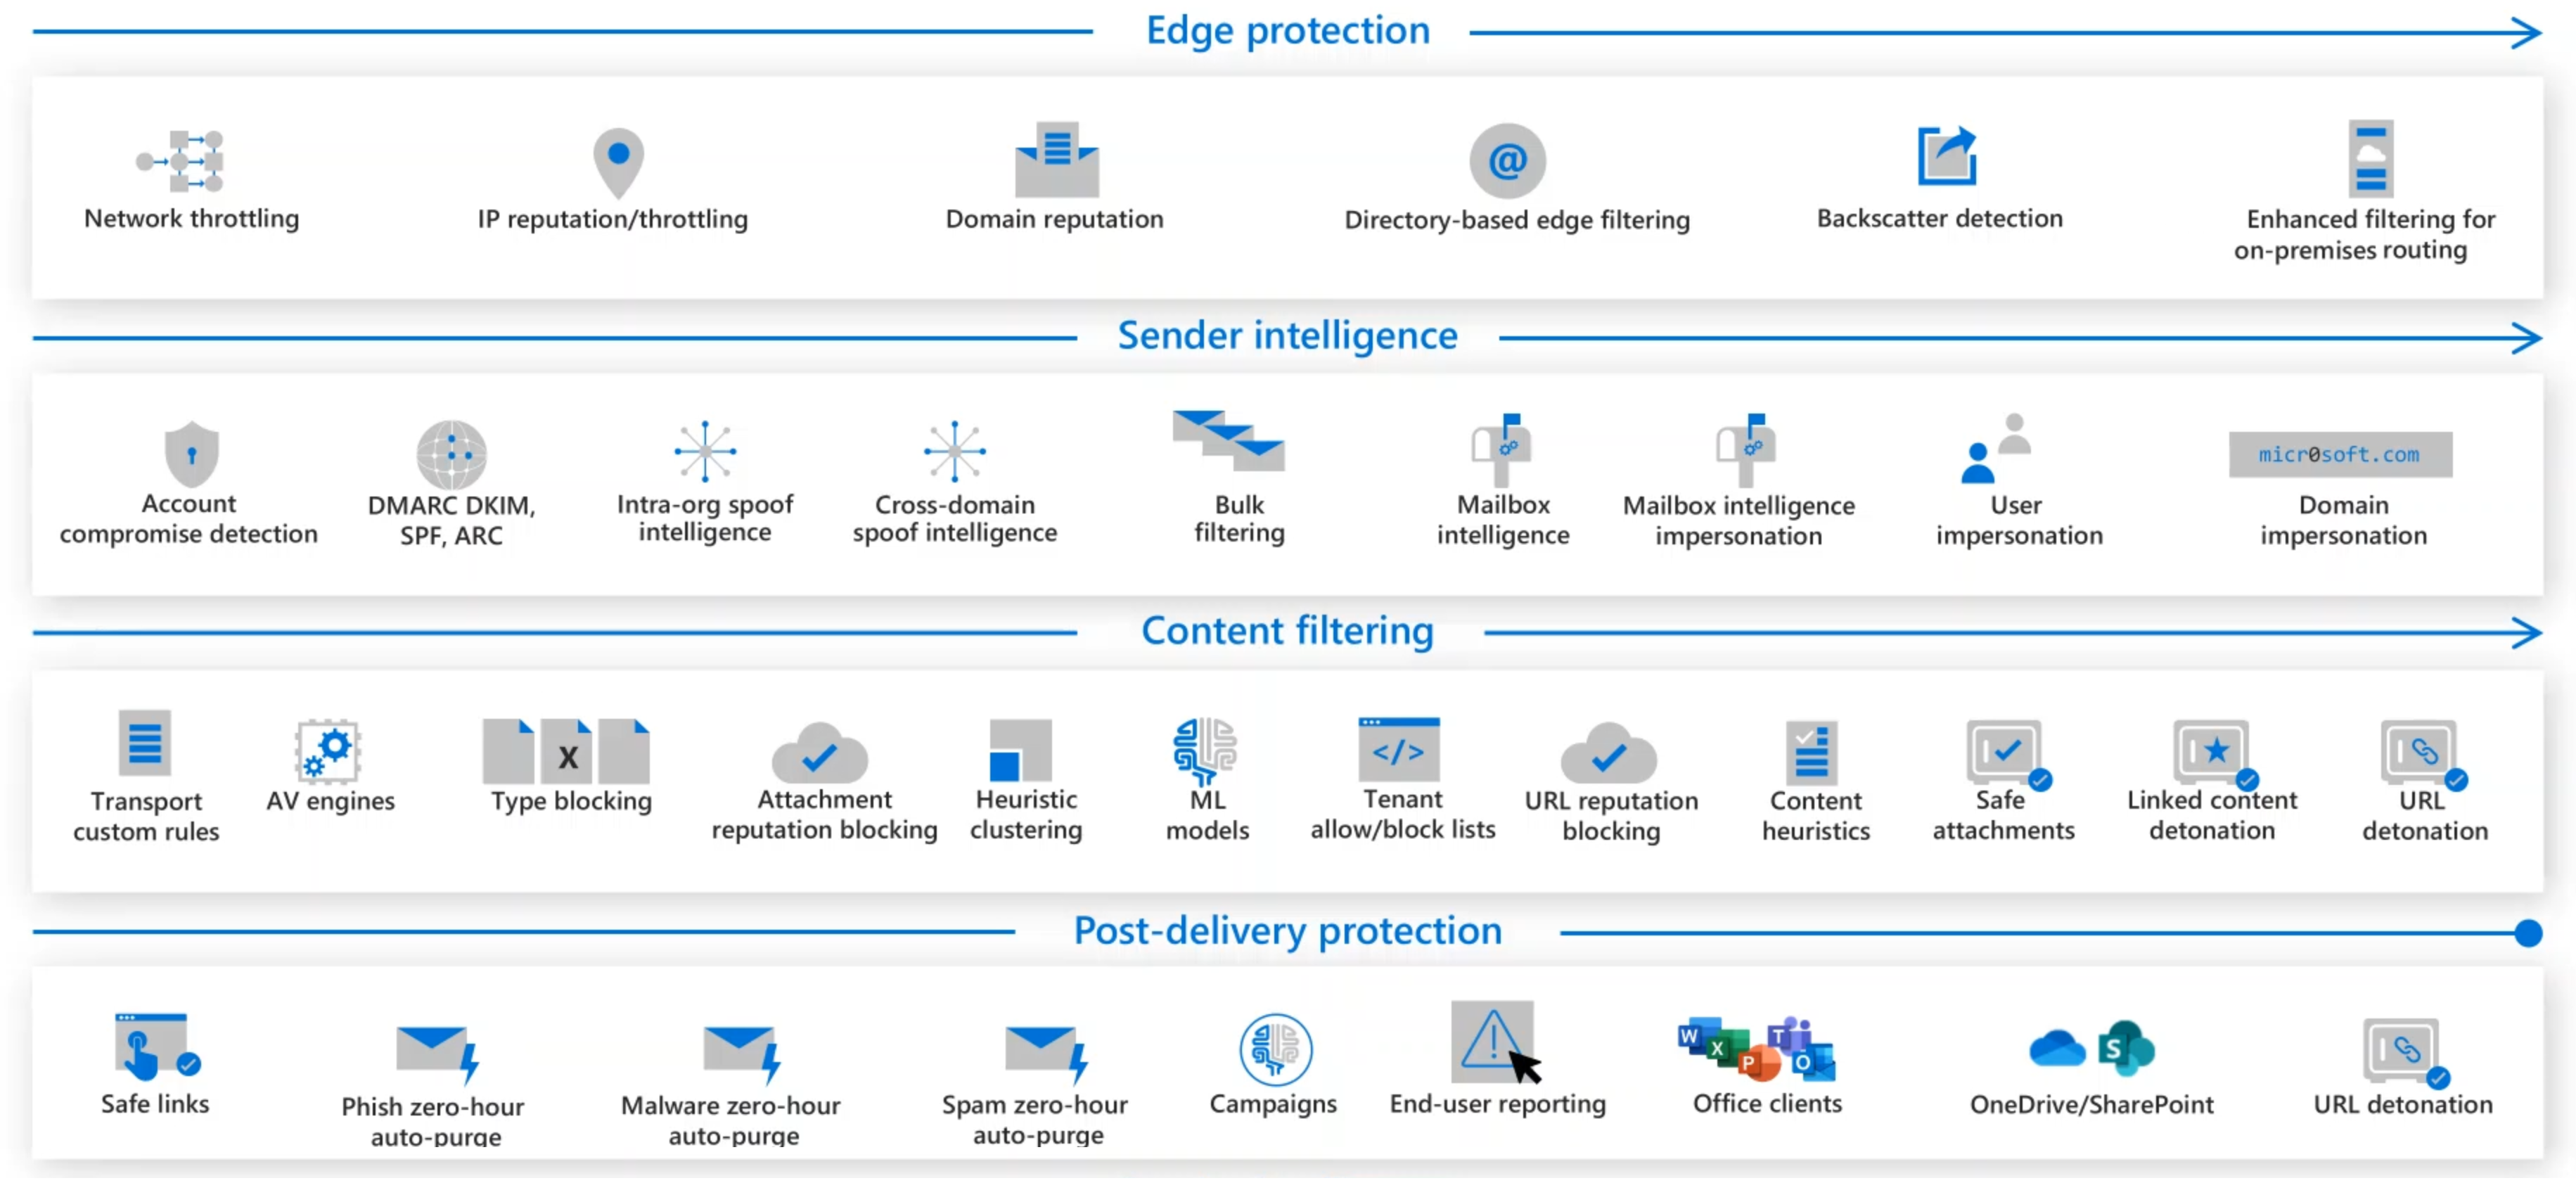 Edge protection
@
Network throttling
IP reputation/throttling
Domain reputation
Directory-based edge filtering
Backscatter detection
Enhanced filtering for
on-premises routing
Sender intelligence
micr0soft.com
Account
compromise detection
DMARC DKIM,
SPF, ARC
Intra-org spoof
intelligence
Cross-domain
spoof intelligence
Bulk
filtering
Mailbox
intelligence
Mailbox intelligence
impersonation
User
impersonation
Domain
impersonation
Content filtering
X
</>
Transport
custom rules
AV engines
Type blocking
Attachment
reputation blocking
Heuristic
clustering
ML
models
Tenant
allow/block lists
URL reputation
blocking
Content
heuristics
Safe
attachments
Linked content
detonation
URL
detonation
Post-delivery protection
W
X
P
T
O
S
Safe links
Phish zero-hour
auto-purge
Malware zero-hour
auto-purge
Spam zero-hour
auto-purge
Campaigns
End-user reporting
Office clients
OneDrive/SharePoint
URL detonation